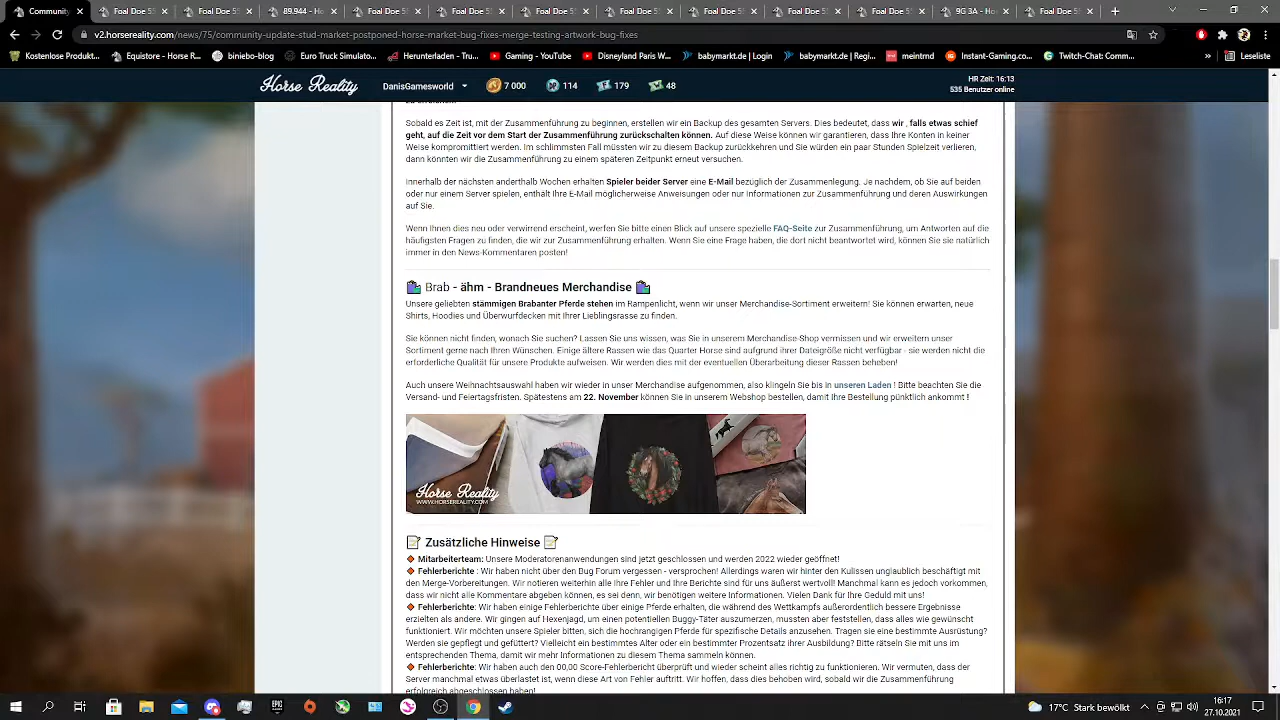 Community
Foal Doe 5
Foal Doe 5
89.944 - Ho
Foal Doe 5
Foal Doe 5
Foal Doe 5
Foal Doe 5
Foal Doe 5
9G 3A - Ho
Foal Doe 5
v2.horsereality.com/news/75/community-update-stud-market-postponed-horse-market-bug-fixes-merge-testing-artwork-bug-fixes
Kostenlose Produkt...
Equistore – Horse R...
biniebo-blog
Euro Truck Simulato...
Herunterladen - Tru...
Gaming - YouTube
Disneyland Paris W...
babymarkt.de | Login
babymarkt.de | Regi...
meintrnd
Instant-Gaming.co...
Twitch-Chat: Comm...
»
Leseliste
Horse Reality
DanisGamesworld
7 000
114
179
48
HR Zeit: 16:13
535 Benutzer online
Sobald es Zeit ist, mit der Zusammenführung zu beginnen, erstellen wir ein Backup des gesamten Servers. Dies bedeutet, dass wir , falls etwas schief
geht, auf die Zeit vor dem Start der Zusammenführung zurückschalten können. Auf diese Weise können wir garantieren, dass Ihre Konten in keiner
Weise kompromittiert werden. Im schlimmsten Fall müssten wir zu diesem Backup zurückkehren und Sie würden ein paar Stunden Spielzeit verlieren,
dann könnten wir die Zusammenführung zu einem späteren Zeitpunkt erneut versuchen.
Innerhalb der nächsten anderthalb Wochen erhalten Spieler beider Server eine E-Mail bezüglich der Zusammenlegung. Je nachdem, ob Sie auf beiden
oder nur einem Server spielen, enthält Ihre E-Mail möglicherweise Anweisungen oder nur Informationen zur Zusammenführung und deren Auswirkungen
auf Sie.
Wenn Ihnen dies neu oder verwirrend erscheint, werfen Sie bitte einen Blick auf unsere spezielle FAQ-Seite zur Zusammenführung, um Antworten auf die
häufigsten Fragen zu finden, die wir zur Zusammenführung erhalten. Wenn Sie eine Frage haben, die dort nicht beantwortet wird, können Sie sie natürlich
immer in den News-Kommentaren posten!
Brab - ähm - Brandneues Merchandise
Unsere geliebten stämmigen Brabanter Pferde stehen im Rampenlicht, wenn wir unser Merchandise-Sortiment erweitern! Sie können erwarten, neue
Shirts, Hoodies und Überwurfdecken mit Ihrer Lieblingsrasse zu finden.
Sie können nicht finden, wonach Sie suchen? Lassen Sie uns wissen, was Sie in unserem Merchandise-Shop vermissen und wir erweitern unser
Sortiment gerne nach Ihren Wünschen. Einige ältere Rassen wie das Quarter Horse sind aufgrund ihrer Dateigröße nicht verfügbar - sie werden nicht die
erforderliche Qualität für unsere Produkte aufweisen. Wir werden dies mit der eventuellen Überarbeitung dieser Rassen beheben!
Auch unsere Weihnachtsauswahl haben wir wieder in unser Merchandise aufgenommen, also klingeln Sie bis in unseren Laden ! Bitte beachten Sie die
Versand- und Feiertagsfristen. Spätestens am 22. November können Sie in unserem Webshop bestellen, damit Ihre Bestellung pünktlich ankommt !
Horse Reality
WWW.HORSEREALITY.COM
Zusätzliche Hinweise
Mitarbeiterteam: Unsere Moderatorenanwendungen sind jetzt geschlossen und werden 2022 wieder geöffnet!
Fehlerberichte : Wir haben nicht über den Bug Forum vergessen - versprochen! Allerdings waren wir hinter den Kulissen unglaublich beschäftigt mit
den Merge-Vorbereitungen. Wir notieren weiterhin alle Ihre Fehler und Ihre Berichte sind für uns äußerst wertvoll! Manchmal kann es jedoch vorkommen,
dass wir nicht alle Kommentare abgeben können, es sei denn, wir benötigen weitere Informationen. Vielen Dank für Ihre Geduld mit uns!
Fehlerberichte: Wir haben einige Fehlerberichte über einige Pferde erhalten, die während des Wettkampfs außerordentlich bessere Ergebnisse
erzielten als andere. Wir gingen auf Hexenjagd, um einen potentiellen Buggy-Täter auszumerzen, mussten aber feststellen, dass alles wie gewünscht
funktioniert. Wir möchten unsere Spieler bitten, sich die hochrangigen Pferde für spezifische Details anzusehen. Tragen sie eine bestimmte Ausrüstung?
Werden sie gepflegt und gefüttert? Vielleicht ein bestimmtes Alter oder ein bestimmter Prozentsatz ihrer Ausbildung? Bitte rätseln Sie mit uns im
entsprechenden Thema, damit wir mehr Informationen zu diesem Thema sammeln können.
Fehlerberichte: Wir haben auch den 00,00 Score-Fehlerbericht überprüft und wieder scheint alles richtig zu funktionieren. Wir vermuten, dass der
Server manchmal etwas überlastet ist, wenn diese Art von Fehler auftritt. Wir hoffen, dass dies behoben wird, sobald wir die Zusammenführung
erfolgreich abgeschlossen haben!
17°C Stark bewölkt
16:17
27.10.2021